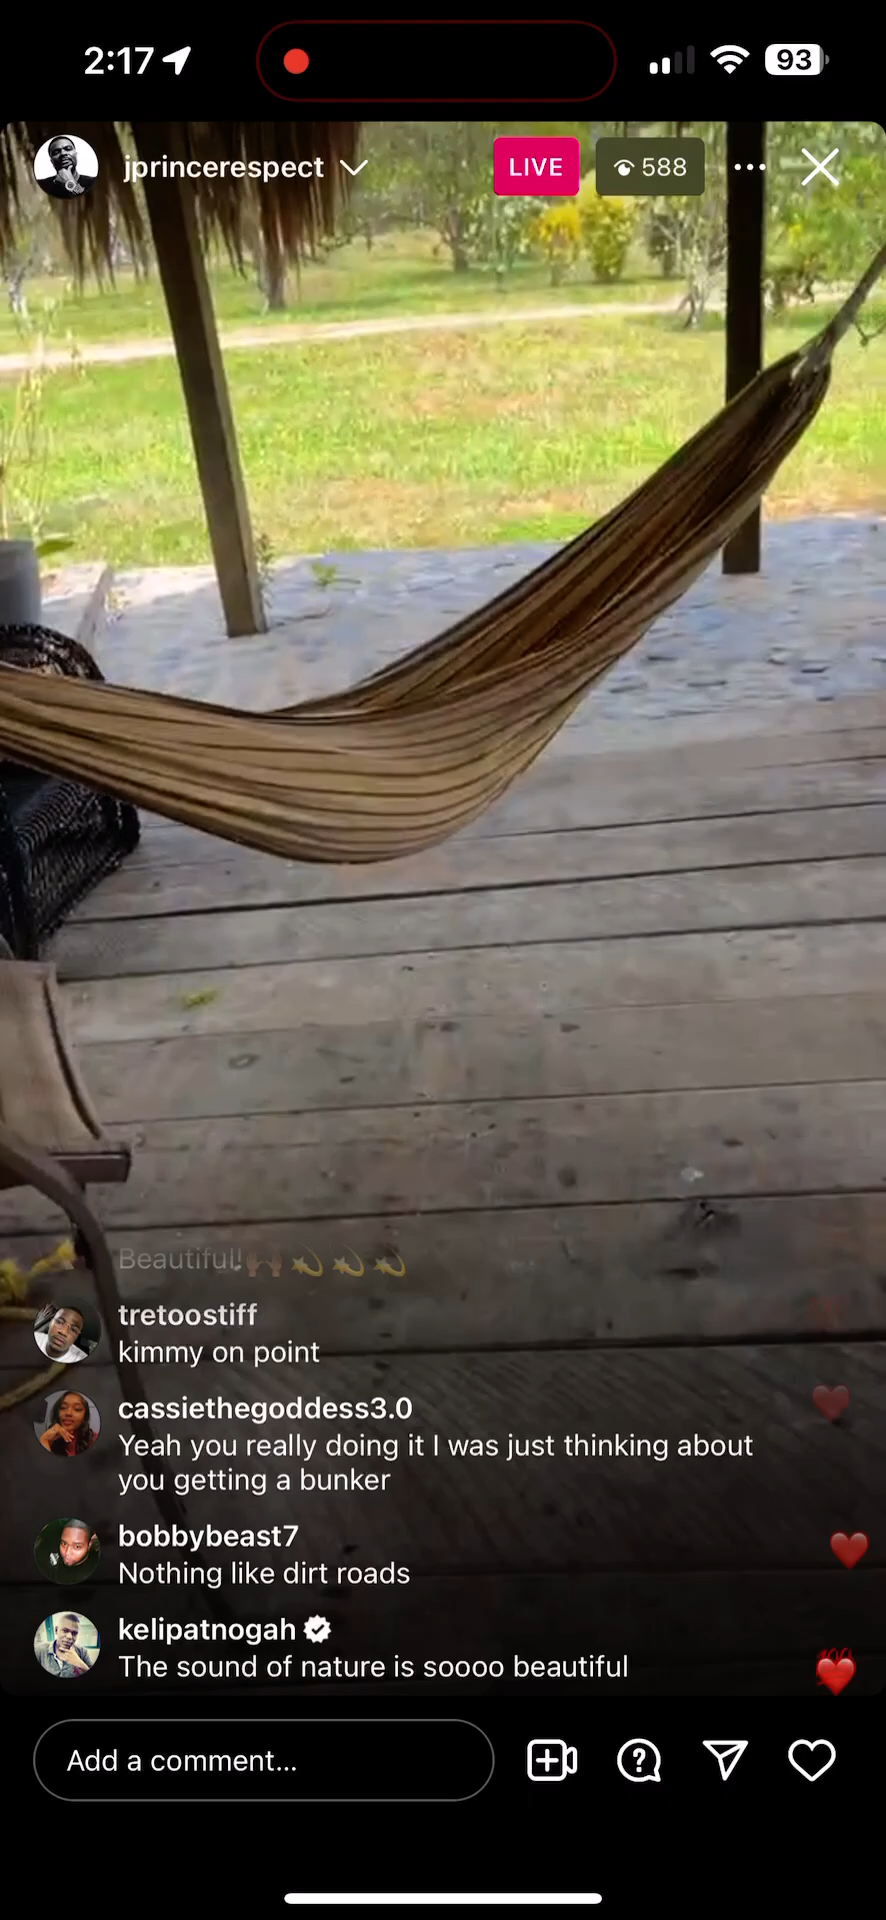 2:17
93
jprincerespect
LIVE
588
Beautiful!🙌🏾💫💫💫
tretoostiff
kimmy on point
cassiethegoddess3.0
Yeah you really doing it I was just thinking about
you getting a bunker
bobbybeast7
Nothing like dirt roads
kelipatnogah
The sound of nature is soooo beautiful
Add a comment...